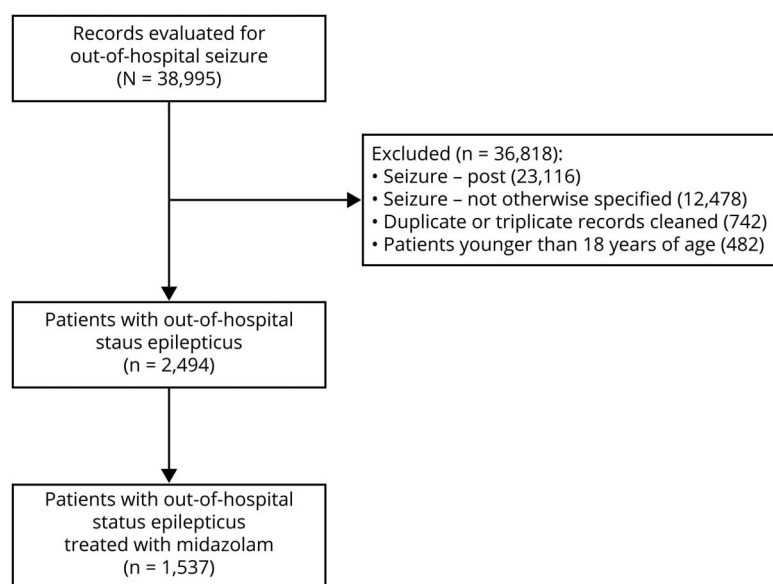 Records evaluated for
out-of-hospital seizure
(N = 38,995)
Excluded (n = 36,818):
• Seizure – post (23,116)
• Seizure – not otherwise specified (12,478)
• Duplicate or triplicate records cleaned (742)
• Patients younger than 18 years of age (482)
Patients with out-of-hospital
staus epilepticus
(n = 2,494)
Patients with out-of-hospital
status epilepticus
treated with midazolam
(n = 1,537)